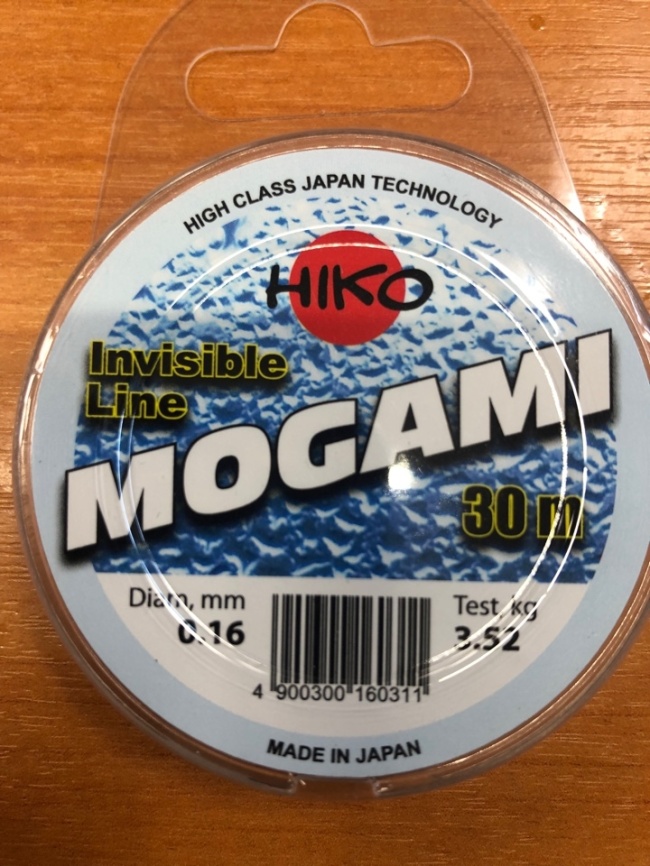 HIGH CLASS JAPAN TECHNOLOGY
HIKO
Invisible
Line
MOGAMI
30 m
Diam, mm
0.16
Test, kg
3.52
4 900300 160311
MADE IN JAPAN